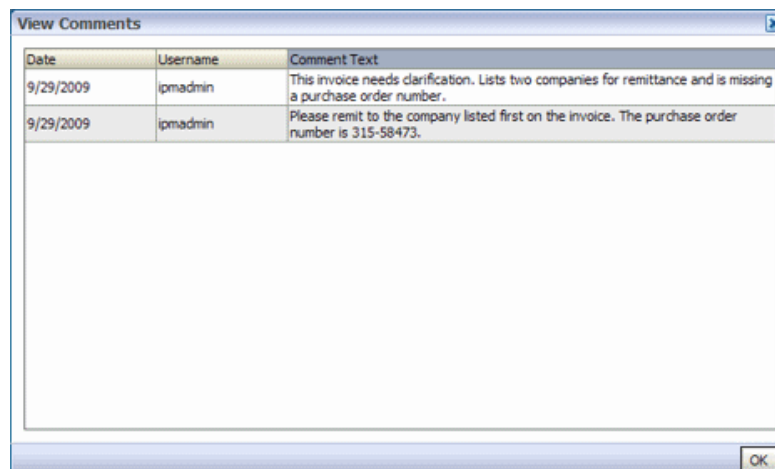 View Comments
Date Username Comment Text
9/29/2009 ipmadmin This invoice needs clarification. Lists two companies for remittance and is missing
a purchase order number.
9/29/2009 ipmadmin Please remit to the company listed first on the invoice. The purchase order
number is 315-58473.
OK